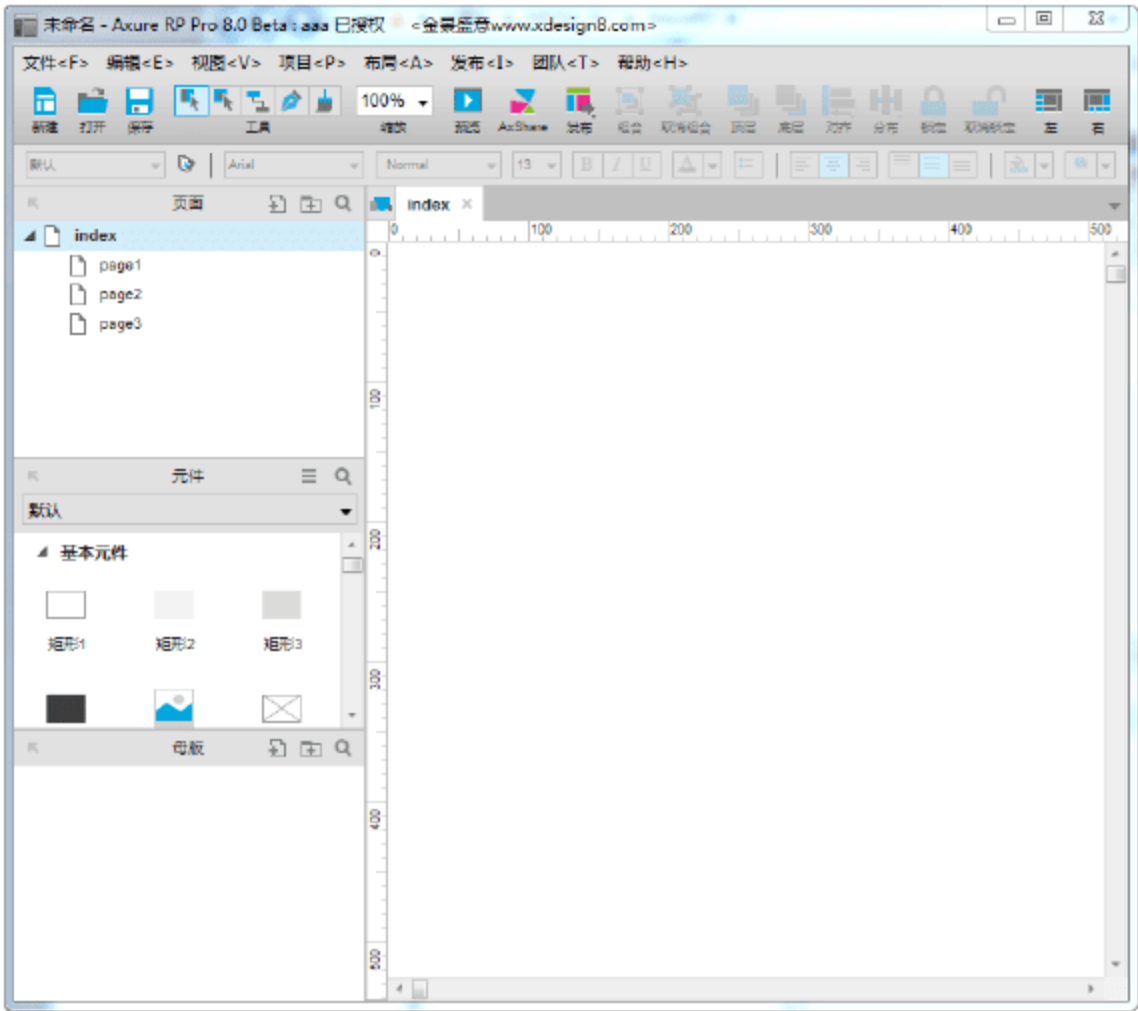 未命名 - Axure RP Pro 8.0 Beta : aaa 已授权 <金景盛意www.xdesign8.com>
文件<F> 编辑<E> 视图<V> 项目<P> 布局<A> 发布<I> 团队<T> 帮助<H>
100%
新建 打开 保存 工具 缩放 预览 AxShare 发布 组合 取消组合 顶层 底层 对齐 分布 锁定 取消锁定 左 右
默认 Arial Normal 13 B I U A
页面
index
0 100 200 300 400 500
index
page1
page2
page3
0
100
200
300
400
500
元件
默认
基本元件
矩形1 矩形2 矩形3
母版